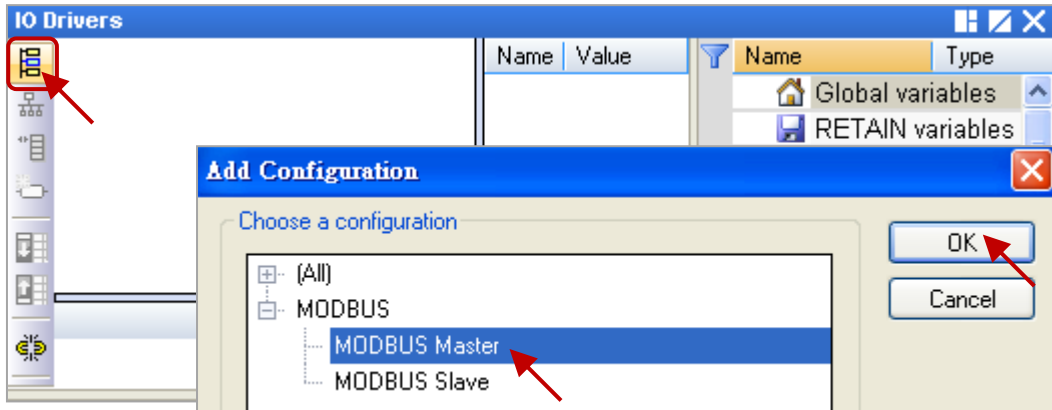 IO Drivers
Name Value Name Type
Global variables
RETAIN variables
Add Configuration
Choose a configuration
OK
(All)
Cancel
MODBUS
MODBUS Master
MODBUS Slave